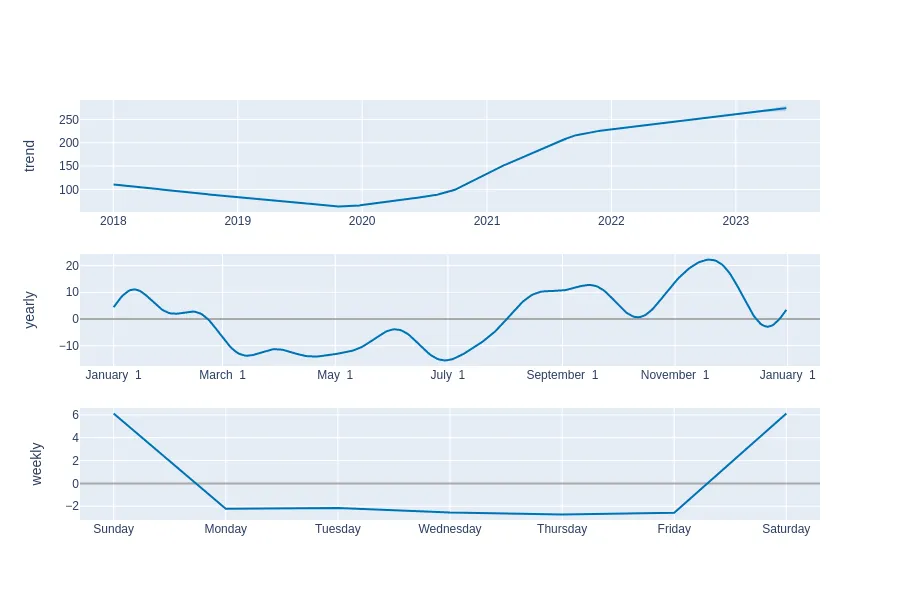 trend
250
200
150
100
2018 2019 2020 2021 2022 2023
yearly
20
10
0
−10
January 1 March 1 May 1 July 1 September 1 November 1 January 1
weekly
6
4
2
0
−2
Sunday Monday Tuesday Wednesday Thursday Friday Saturday